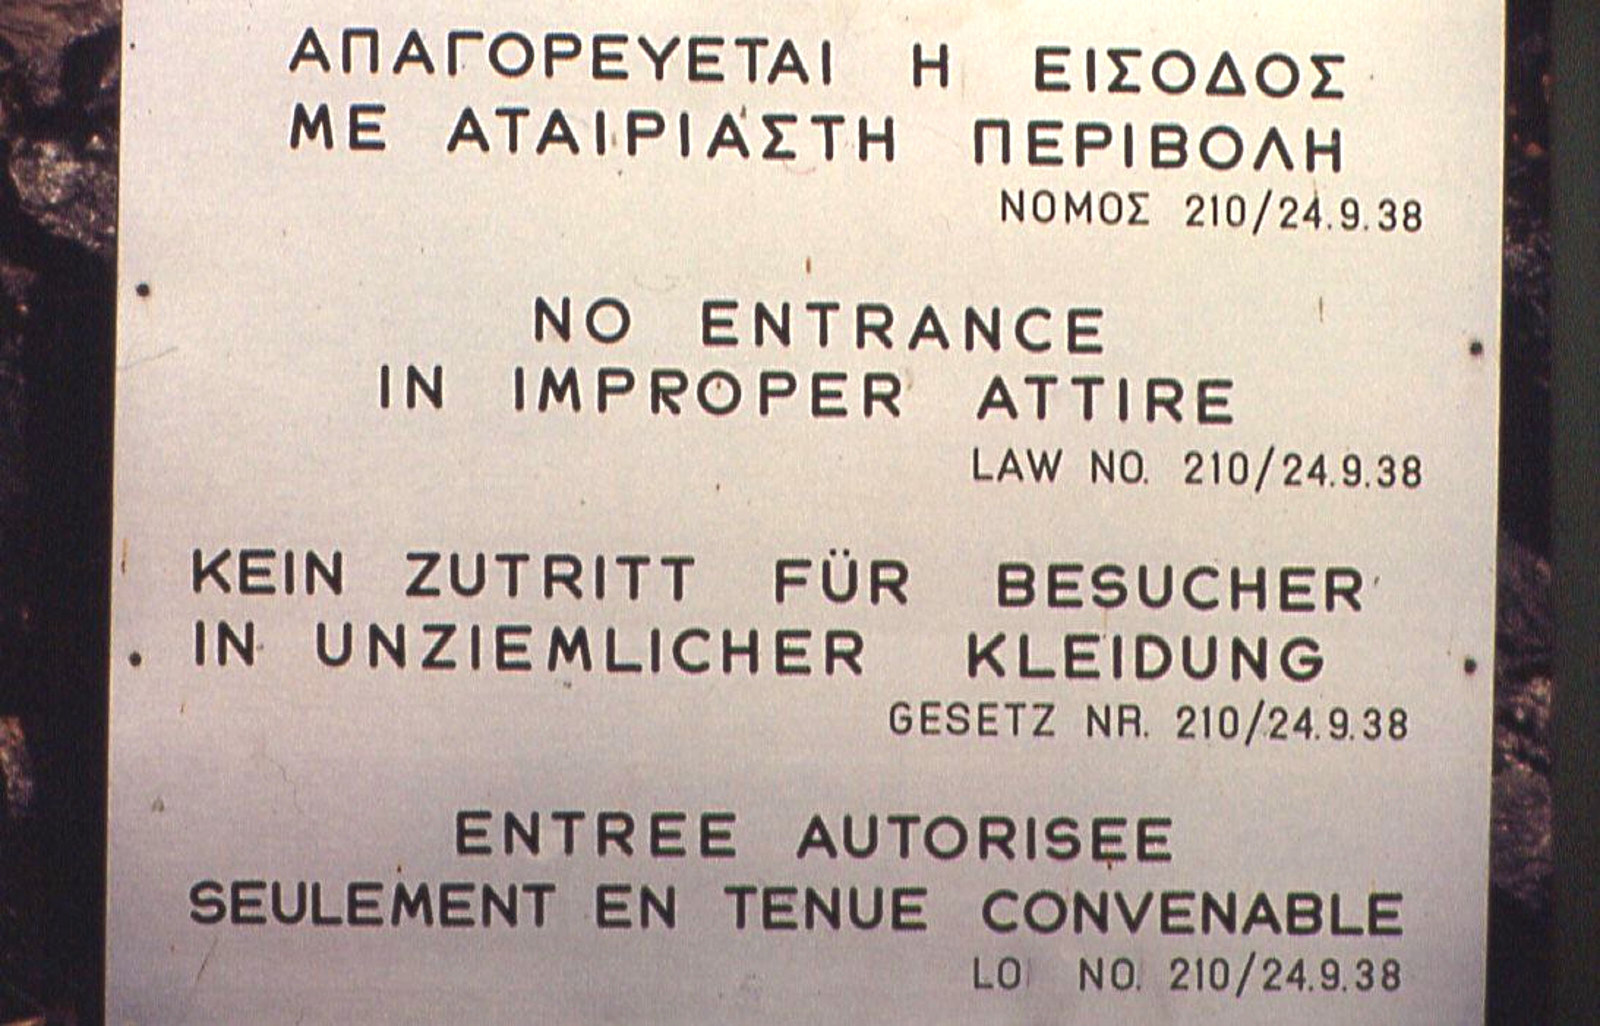 ΑΠΑΓΟΡΕΥΕΤΑΙ Η ΕΙΣΟΔΟΣ
ΜΕ ΑΤΑΙΡΙΑΣΤΗ ΠΕΡΙΒΟΛΗ
ΝΟΜΟΣ 210/24.9.38
NO ENTRANCE
IN IMPROPER ATTIRE
LAW NO. 210/24.9.38
KEIN ZUTRITT FÜR BESUCHER
IN UNZIEMLICHER KLEIDUNG
GESETZ NR. 210/24.9.38
ENTREE AUTORISEE
SEULEMENT EN TENUE CONVENABLE
LOI NO. 210/24.9.38